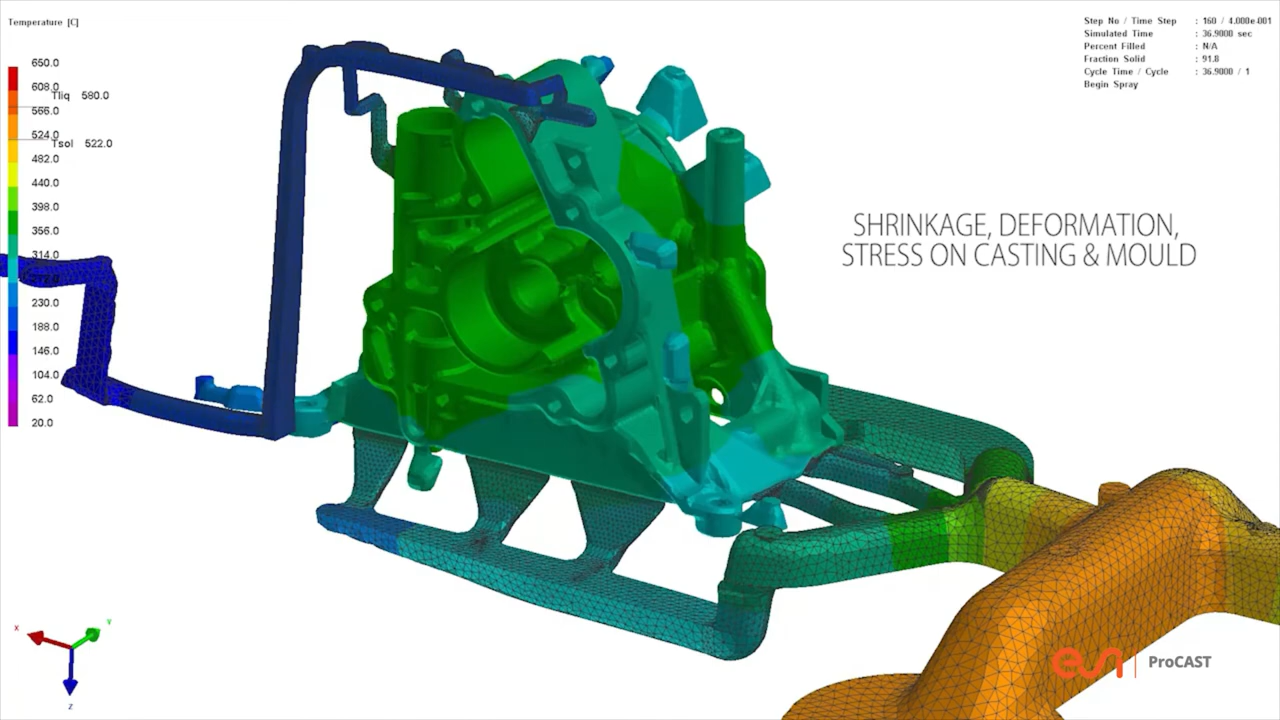 Temperature [C]
650.0
608.0
Tliq 580.0
566.0
524.0
Tsol 522.0
482.0
440.0
398.0
356.0
314.0
230.0
188.0
146.0
104.0
62.0
20.0
Step No / Time Step : 160 / 4.000e-001
Simulated Time : 36.9000 sec
Percent Filled : N/A
Fraction Solid : 91.8
Cycle Time / Cycle : 36.9000 / 1
Begin Spray
SHRINKAGE, DEFORMATION,
STRESS ON CASTING & MOULD
X
Y
Z
esi ProCAST